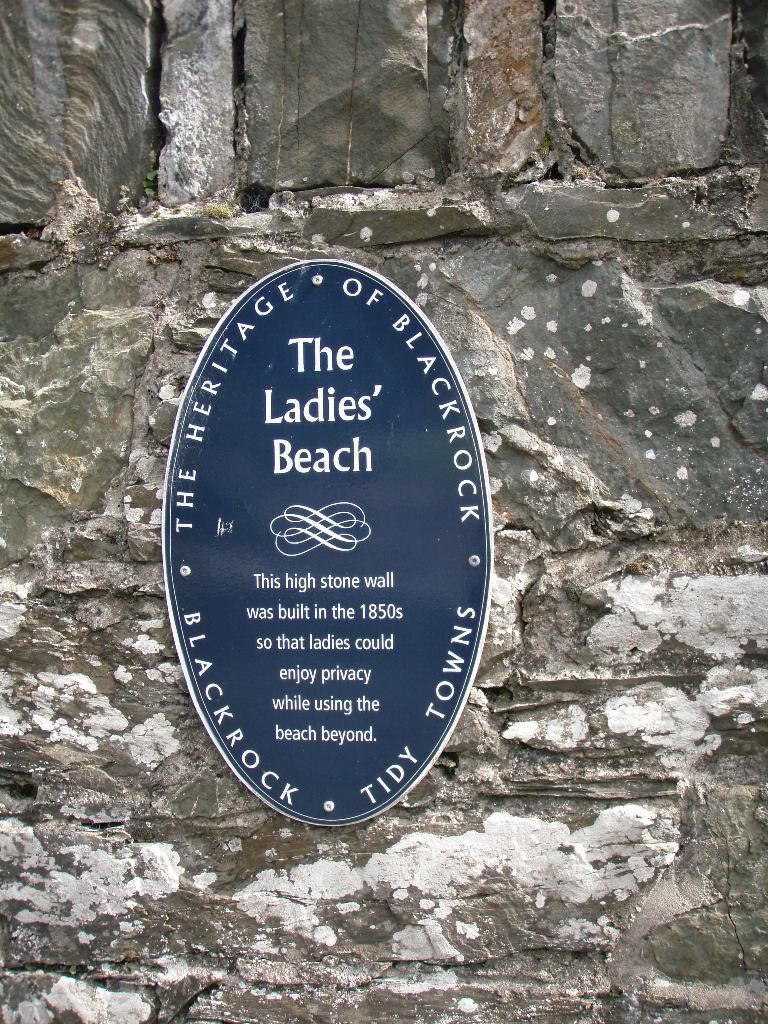 THE HERITAGE OF BLACKROCK
The
Ladies'
Beach
This high stone wall
was built in the 1850s
so that ladies could
enjoy privacy
while using the
beach beyond.
BLACKROCK TIDY TOWNS